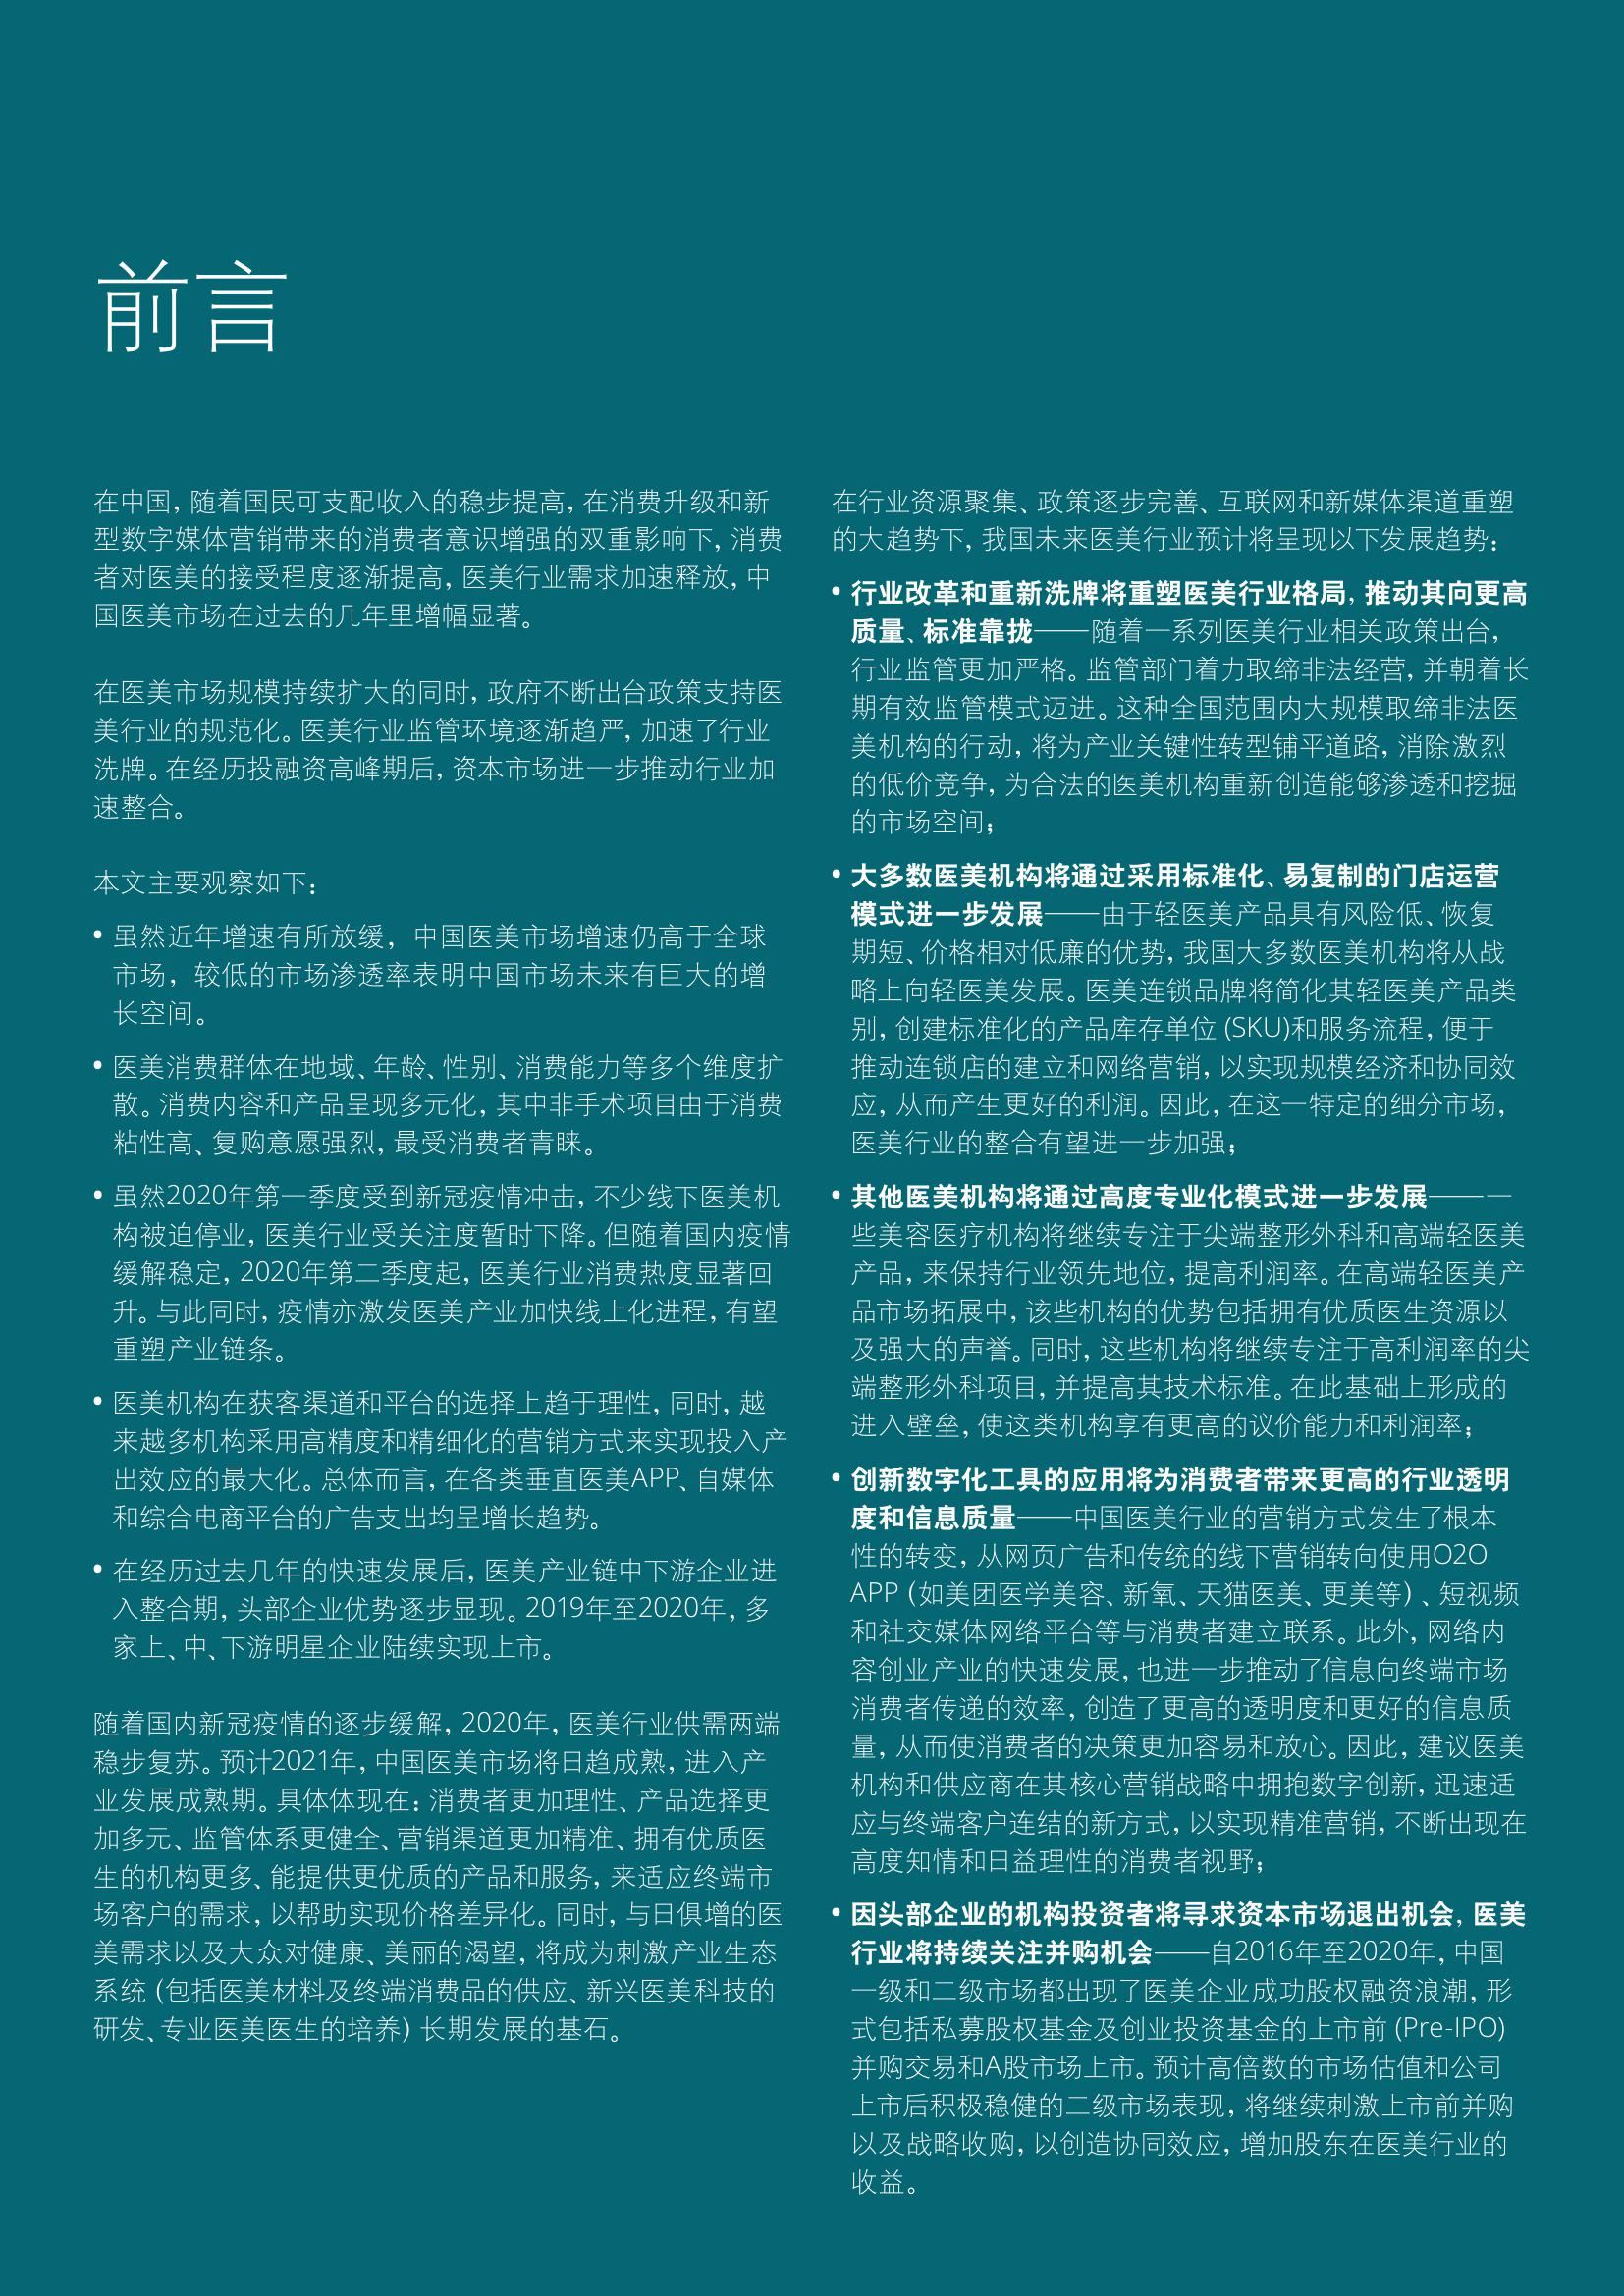 前言
在中国，随着国民可支配收入的稳步提高，在消费升级和新
型数字媒体营销带来的消费者意识增强的双重影响下，消费
者对医美的接受程度逐渐提高，医美行业需求加速释放，中
国医美市场在过去的几年里增幅显著。
在医美市场规模持续扩大的同时，政府不断出台政策支持医
美行业的规范化。医美行业监管环境逐渐趋严，加速了行业
洗牌。在经历投融资高峰期后，资本市场进一步推动行业加
速整合。
本文主要观察如下：
• 虽然近年增速有所放缓，中国医美市场增速仍高于全球
市场，较低的市场渗透率表明中国市场未来有巨大的增
长空间。
• 医美消费群体在地域、年龄、性别、消费能力等多个维度扩
散。消费内容和产品呈现多元化，其中非手术项目由于消费
粘性高、复购意愿强烈，最受消费者青睐。
• 虽然2020年第一季度受到新冠疫情冲击，不少线下医美机
构被迫停业，医美行业受关注度暂时下降。但随着国内疫情
缓解稳定，2020年第二季度起，医美行业消费热度显著回
升。与此同时，疫情亦激发医美产业加快线上化进程，有望
重塑产业链条。
• 医美机构在获客渠道和平台的选择上趋于理性，同时，越
来越多机构采用高精度和精细化的营销方式来实现投入产
出效应的最大化。总体而言，在各类垂直医美APP、自媒体
和综合电商平台的广告支出均呈增长趋势。
• 在经历过去几年的快速发展后，医美产业链中下游企业进
入整合期，头部企业优势逐步显现。2019年至2020年，多
家上、中、下游明星企业陆续实现上市。
随着国内新冠疫情的逐步缓解，2020年，医美行业供需两端
稳步复苏。预计2021年，中国医美市场将日趋成熟，进入产
业发展成熟期。具体体现在：消费者更加理性、产品选择更
加多元、监管体系更健全、营销渠道更加精准、拥有优质医
生的机构更多、能提供更优质的产品和服务，来适应终端市
场客户的需求，以帮助实现价格差异化。同时，与日俱增的医
美需求以及大众对健康、美丽的渴望，将成为刺激产业生态
系统 (包括医美材料及终端消费品的供应、新兴医美科技的
研发、专业医美医生的培养) 长期发展的基石。
在行业资源聚集、政策逐步完善、互联网和新媒体渠道重塑
的大趋势下，我国未来医美行业预计将呈现以下发展趋势：
• 行业改革和重新洗牌将重塑医美行业格局，推动其向更高
质量、标准靠拢——随着一系列医美行业相关政策出台，
行业监管更加严格。监管部门着力取缔非法经营，并朝着长
期有效监管模式迈进。这种全国范围内大规模取缔非法医
美机构的行动，将为产业关键性转型铺平道路，消除激烈
的低价竞争，为合法的医美机构重新创造能够渗透和挖掘
的市场空间；
• 大多数医美机构将通过采用标准化、易复制的门店运营
模式进一步发展——由于轻医美产品具有风险低、恢复
期短、价格相对低廉的优势，我国大多数医美机构将从战
略上向轻医美发展。医美连锁品牌将简化其轻医美产品类
别，创建标准化的产品库存单位 (SKU)和服务流程，便于
推动连锁店的建立和网络营销，以实现规模经济和协同效
应，从而产生更好的利润。因此，在这一特定的细分市场，
医美行业的整合有望进一步加强；
• 其他医美机构将通过高度专业化模式进一步发展——一
些美容医疗机构将继续专注于尖端整形外科和高端轻医美
产品，来保持行业领先地位，提高利润率。在高端轻医美产
品市场拓展中，该些机构的优势包括拥有优质医生资源以
及强大的声誉。同时，这些机构将继续专注于高利润率的尖
端整形外科项目，并提高其技术标准。在此基础上形成的
进入壁垒，使这类机构享有更高的议价能力和利润率；
• 创新数字化工具的应用将为消费者带来更高的行业透明
度和信息质量——中国医美行业的营销方式发生了根本
性的转变，从网页广告和传统的线下营销转向使用O2O
APP（如美团医学美容、新氧、天猫医美、更美等）、短视频
和社交媒体网络平台等与消费者建立联系。此外，网络内
容创业产业的快速发展，也进一步推动了信息向终端市场
消费者传递的效率，创造了更高的透明度和更好的信息质
量，从而使消费者的决策更加容易和放心。因此，建议医美
机构和供应商在其核心营销战略中拥抱数字创新，迅速适
应与终端客户连结的新方式，以实现精准营销，不断出现在
高度知情和日益理性的消费者视野；
• 因头部企业的机构投资者将寻求资本市场退出机会，医美
行业将持续关注并购机会——自2016年至2020年，中国
一级和二级市场都出现了医美企业成功股权融资浪潮，形
式包括私募股权基金及创业投资基金的上市前 (Pre-IPO)
并购交易和A股市场上市。预计高倍数的市场估值和公司
上市后积极稳健的二级市场表现，将继续刺激上市前并购
以及战略收购，以创造协同效应，增加股东在医美行业的
收益。